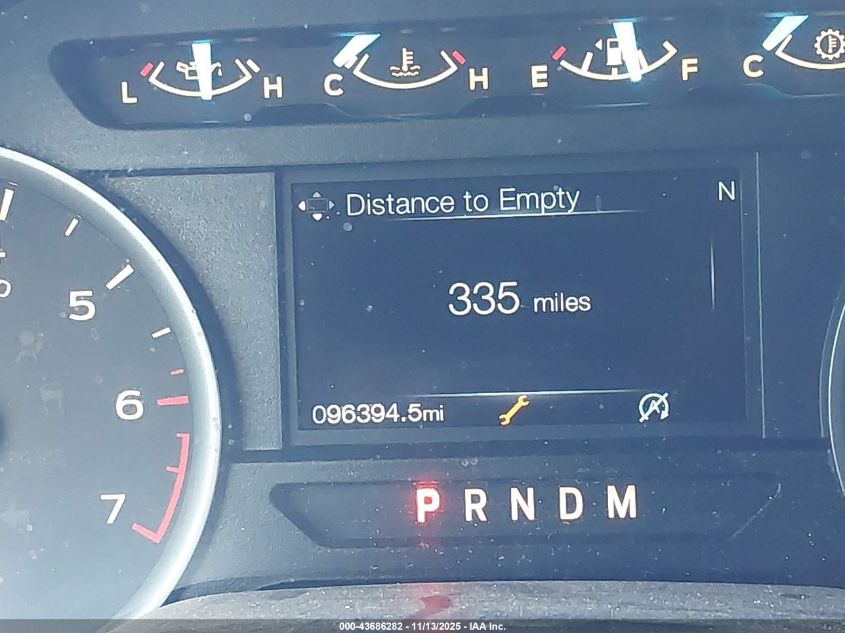 L H C H E F C
Distance to Empty N
335 miles
5
6
7
096394.5mi
P R N D M
000-43686282 - 11/13/2025 - IAA Inc.